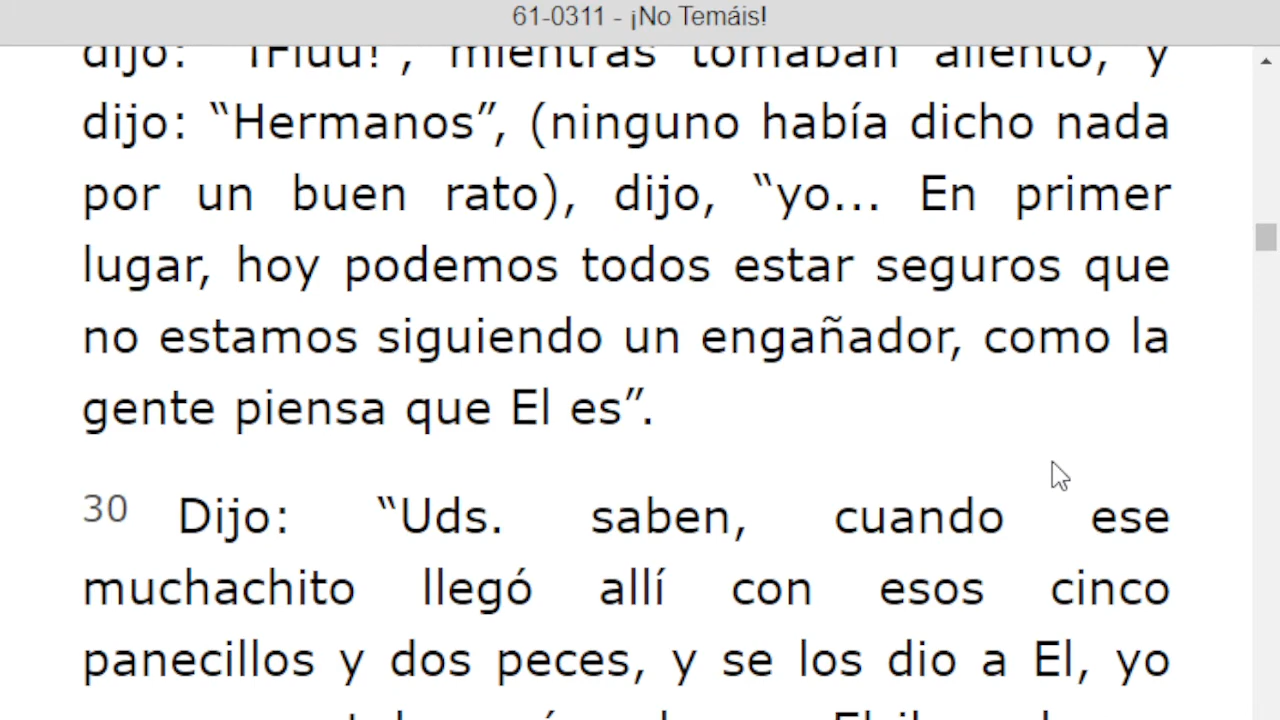 61-0311 - ¡No Temáis!
dijo: mientras tomaban aliento, y
dijo: “Hermanos”, (ninguno había dicho nada
por un buen rato), dijo, “yo... En primer
lugar, hoy podemos todos estar seguros que
no estamos siguiendo un engañador, como la
gente piensa que El es”.
30 Dijo: “Uds. saben, cuando ese
muchachito llegó allí con esos cinco
panecillos y dos peces, y se los dio a El, yo